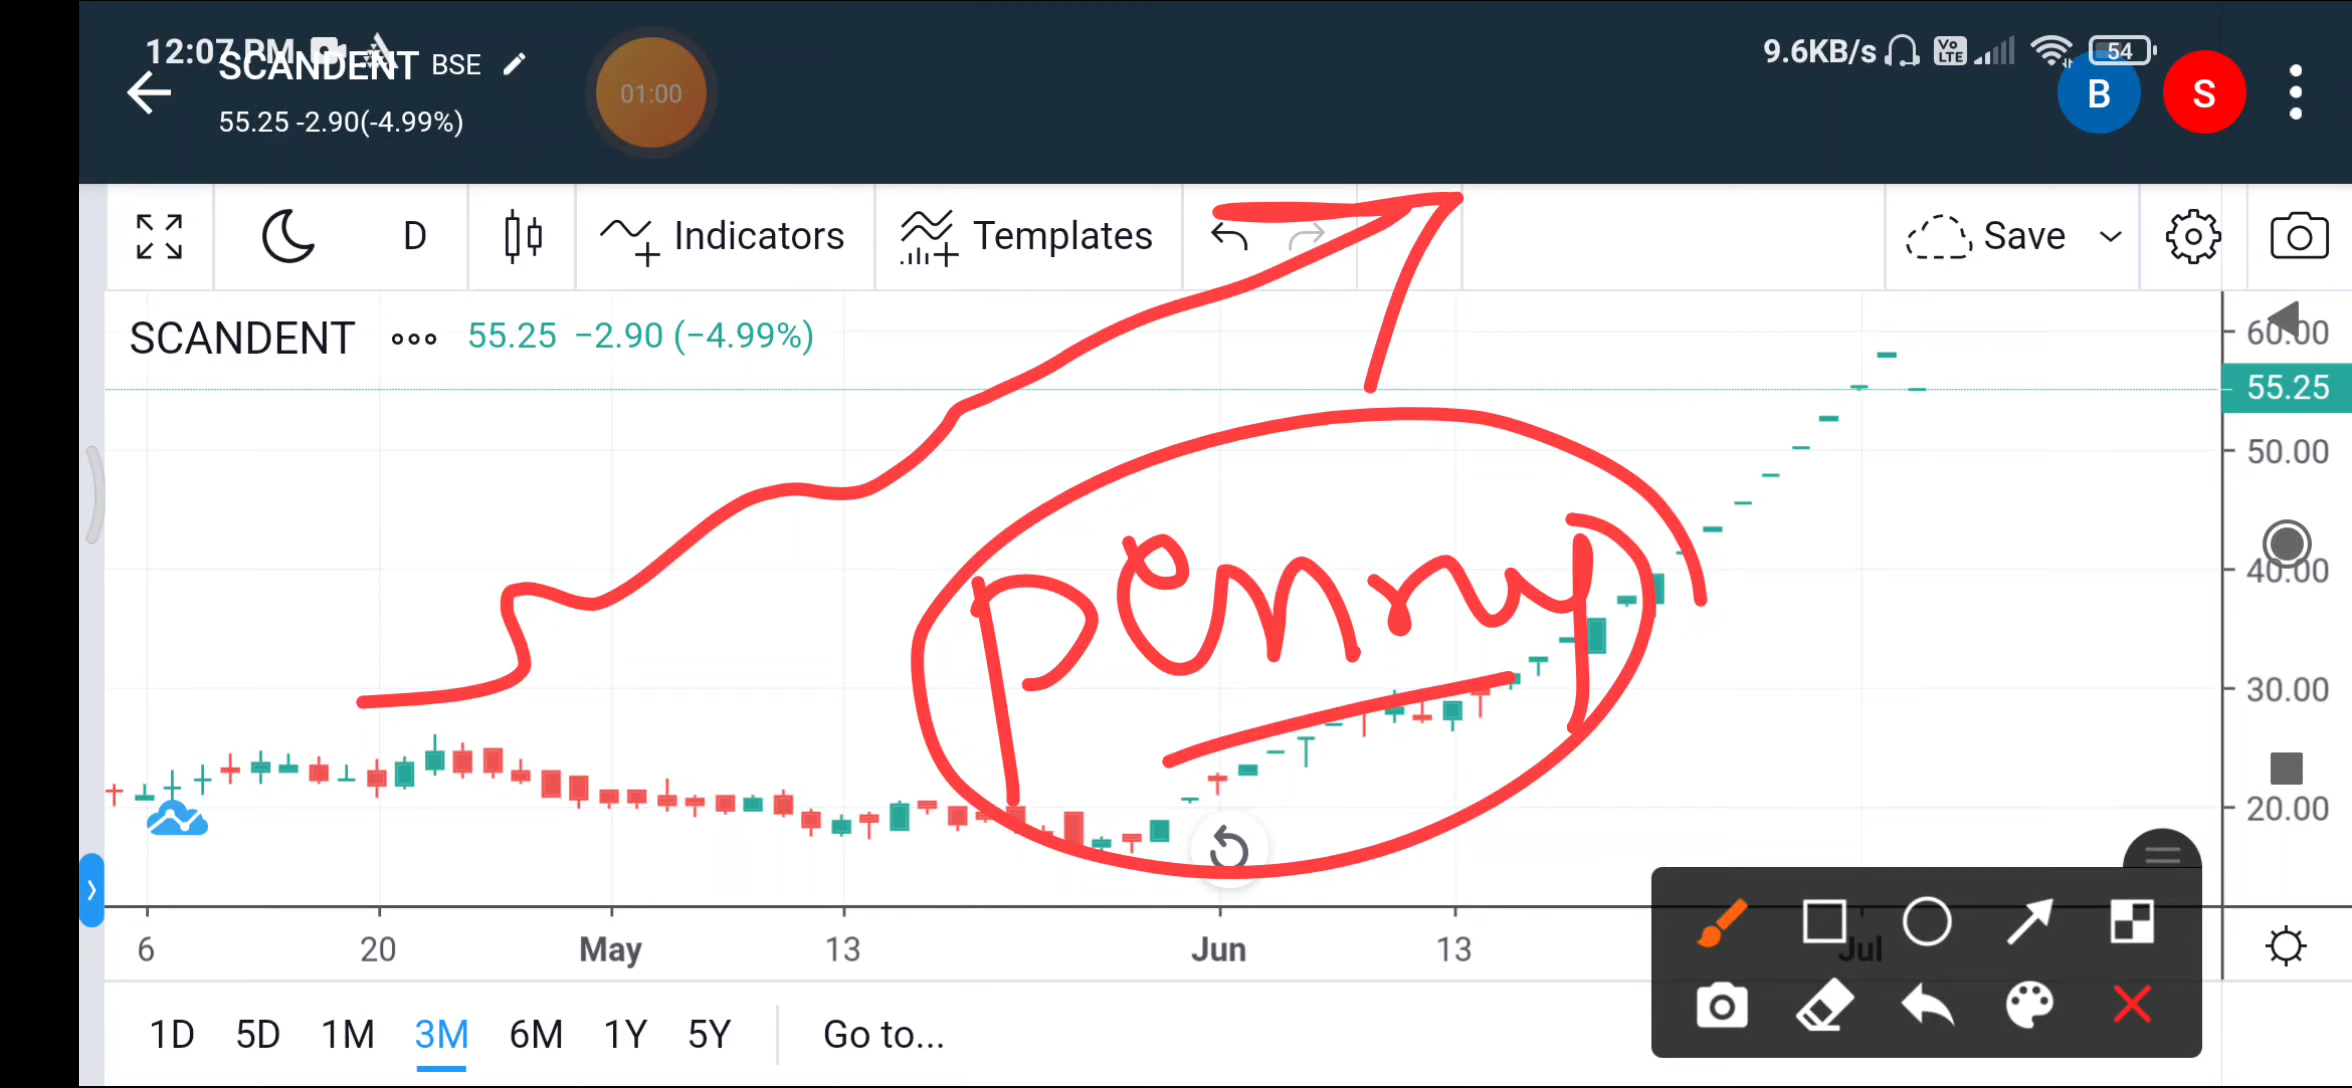 12:07 PM
9.6KB/s Vo LTE 54
SCANDENT BSE
01:00
B S
55.25 -2.90(-4.99%)
D Indicators Templates Save
SCANDENT 55.25 −2.90 (−4.99%)
60.00
55.25
50.00
40.00
30.00
20.00
penny
6 20 May 13 Jun 13 Jul
1D 5D 1M 3M 6M 1Y 5Y Go to...